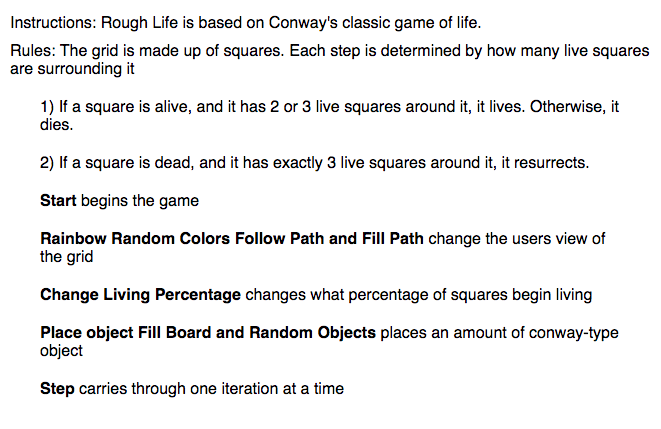 Instructions: Rough Life is based on Conway's classic game of life.
Rules: The grid is made up of squares. Each step is determined by how many live squares
are surrounding it
1) If a square is alive, and it has 2 or 3 live squares around it, it lives. Otherwise, it
dies.
2) If a square is dead, and it has exactly 3 live squares around it, it resurrects.
Start begins the game
Rainbow Random Colors Follow Path and Fill Path change the users view of
the grid
Change Living Percentage changes what percentage of squares begin living
Place object Fill Board and Random Objects places an amount of conway-type
object
Step carries through one iteration at a time